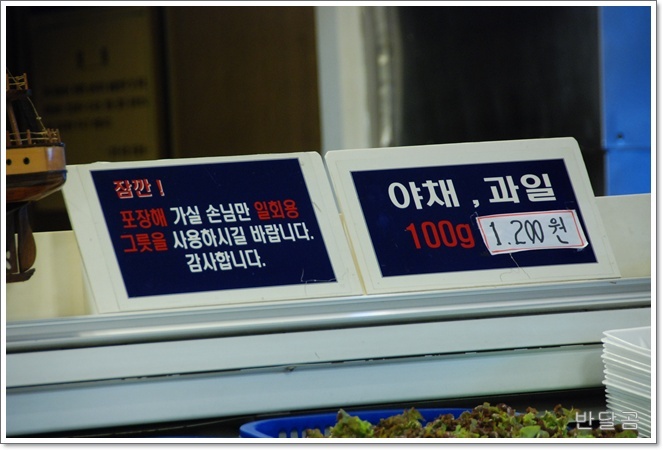 잠깐!
포장해 가실 손님만 일회용
그릇을 사용하시길 바랍니다.
감사합니다.
야채, 과일
100g 1.200원
반달곰